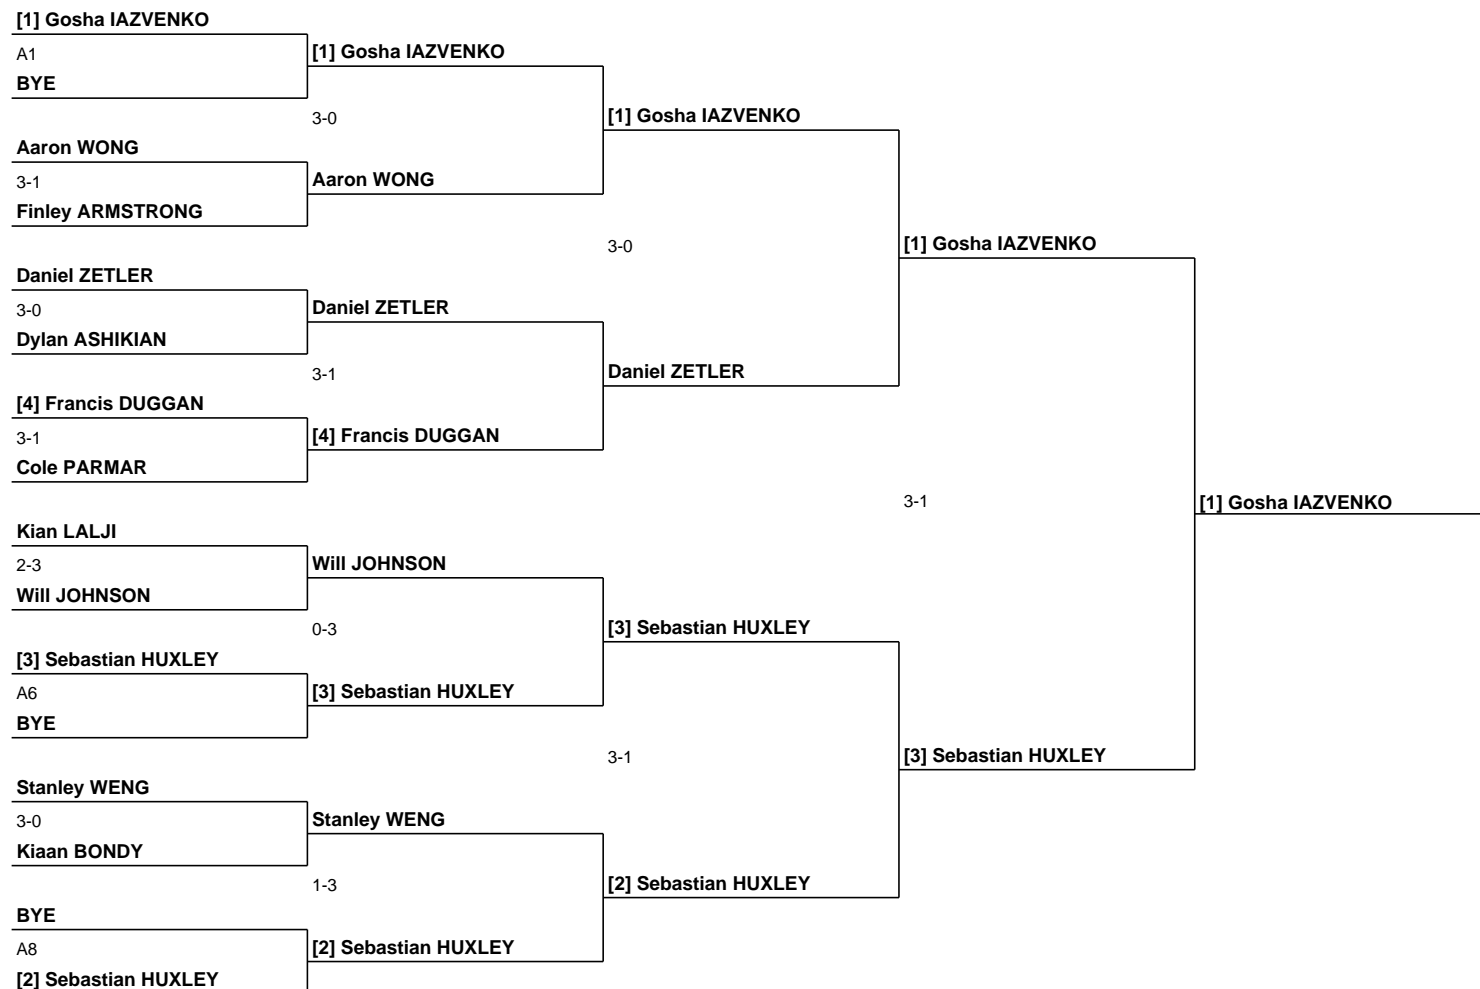 [1] Gosha IAZVENKO
A1
[1] Gosha IAZVENKO
BYE
3-0
[1] Gosha IAZVENKO
Aaron WONG
3-1
Aaron WONG
Finley ARMSTRONG
3-0
[1] Gosha IAZVENKO
Daniel ZETLER
3-0
Daniel ZETLER
Dylan ASHIKIAN
3-1
Daniel ZETLER
[4] Francis DUGGAN
3-1
[4] Francis DUGGAN
Cole PARMAR
3-1
[1] Gosha IAZVENKO
Kian LALJI
2-3
Will JOHNSON
Will JOHNSON
0-3
[3] Sebastian HUXLEY
[3] Sebastian HUXLEY
A6
[3] Sebastian HUXLEY
BYE
3-1
[3] Sebastian HUXLEY
Stanley WENG
3-0
Stanley WENG
Kiaan BONDY
1-3
[2] Sebastian HUXLEY
BYE
A8
[2] Sebastian HUXLEY
[2] Sebastian HUXLEY